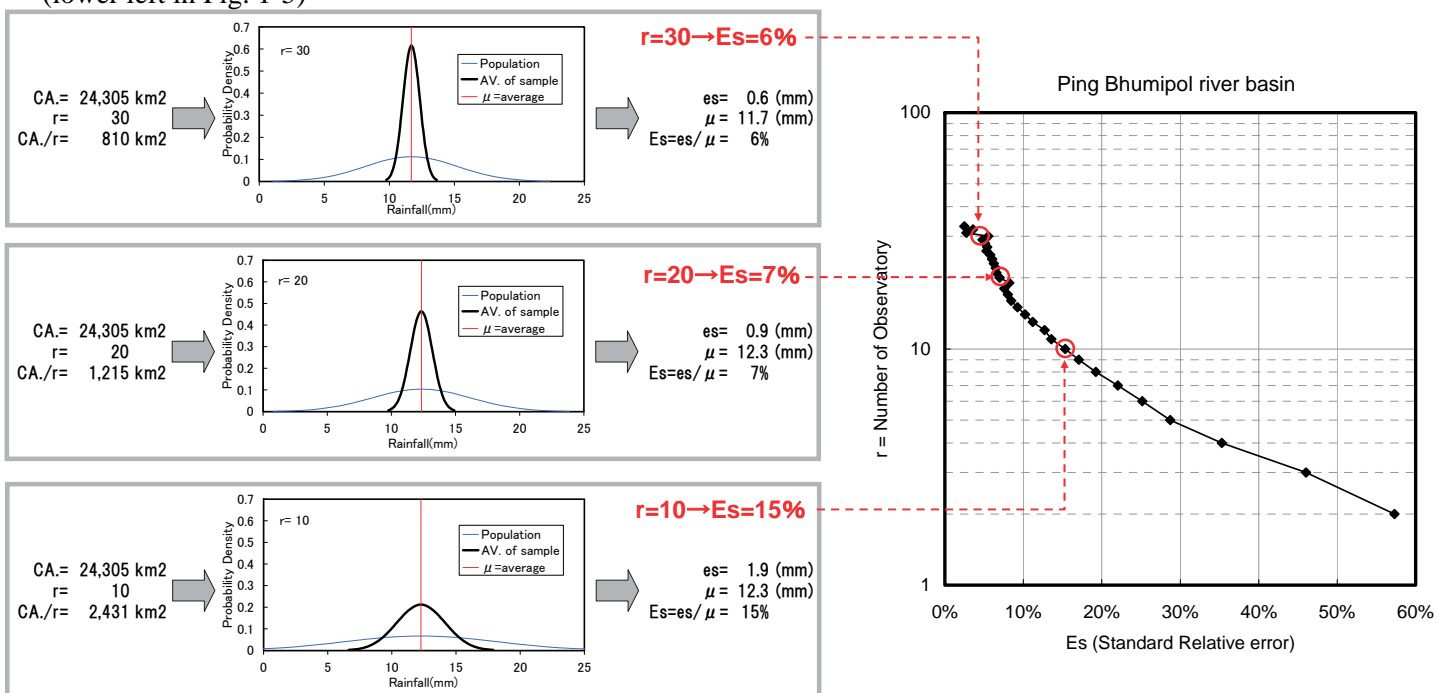 (lower left in Fig. 1-5)
CA.= 24,305 km2
r= 30
CA./r= 810 km2
Probability Density
0.7
0.6
0.5
0.4
0.3
0.2
0.1
0
r= 30
Population
AV. of sample
μ=average
0 5 10 15 20 25
Rainfall(mm)
r=30→Es=6%
es= 0.6 (mm)
μ= 11.7 (mm)
Es=es/μ= 6%
CA.= 24,305 km2
r= 20
CA./r= 1,215 km2
Probability Density
0.7
0.6
0.5
0.4
0.3
0.2
0.1
0
r= 20
Population
AV. of sample
μ=average
0 5 10 15 20 25
Rainfall(mm)
r=20→Es=7%
es= 0.9 (mm)
μ= 12.3 (mm)
Es=es/μ= 7%
CA.= 24,305 km2
r= 10
CA./r= 2,431 km2
Probability Density
0.7
0.6
0.5
0.4
0.3
0.2
0.1
0
r= 10
Population
AV. of sample
μ=average
0 5 10 15 20 25
Rainfall(mm)
r=10→Es=15%
es= 1.9 (mm)
μ= 12.3 (mm)
Es=es/μ= 15%
Ping Bhumipol river basin
r = Number of Observatory
100
10
1
0% 10% 20% 30% 40% 50% 60%
Es (Standard Relative error)